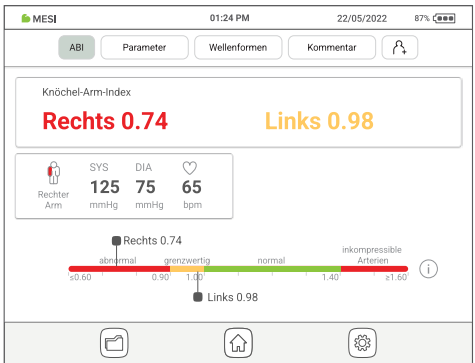 MESI 01:24 PM 22/05/2022 87%
ABI Parameter Wellenformen Kommentar
Knöchel-Arm-Index
Rechts 0.74 Links 0.98
SYS DIA
125 75 65
Rechter Arm mmHg mmHg bpm
Rechts 0.74
abnormal grenzwertig normal inkompressible Arterien
≤0.60 0.90 1.00 1.40 ≥1.60
Links 0.98